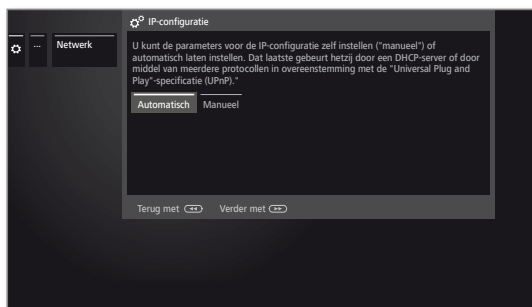 IP-configuratie
... Netwerk
U kunt de parameters voor de IP-configuratie zelf instellen ("manueel") of
automatisch laten instellen. Dat laatste gebeurt hetzij door een DHCP-server of door
middel van meerdere protocollen in overeenstemming met de "Universal Plug and
Play"-specificatie (UPnP)."
Automatisch Manueel
Terug met Verder met